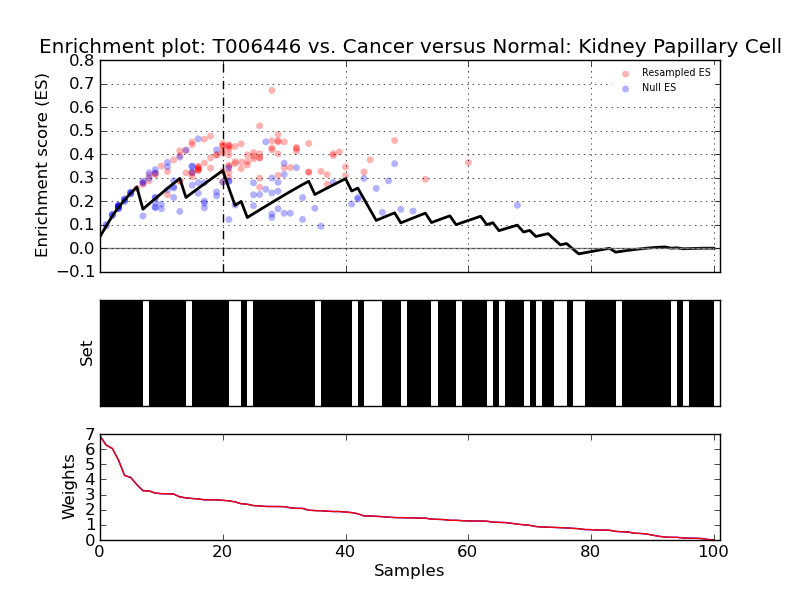 Enrichment plot: T006446 vs. Cancer versus Normal: Kidney Papillary Cell
0.8
0.7
0.6
0.5
0.4
0.3
0.2
0.1
0.0
−0.1
Enrichment score (ES)
Resampled ES
Null ES
Set
7
6
5
4
3
2
1
0
Weights
0 20 40 60 80 100
Samples